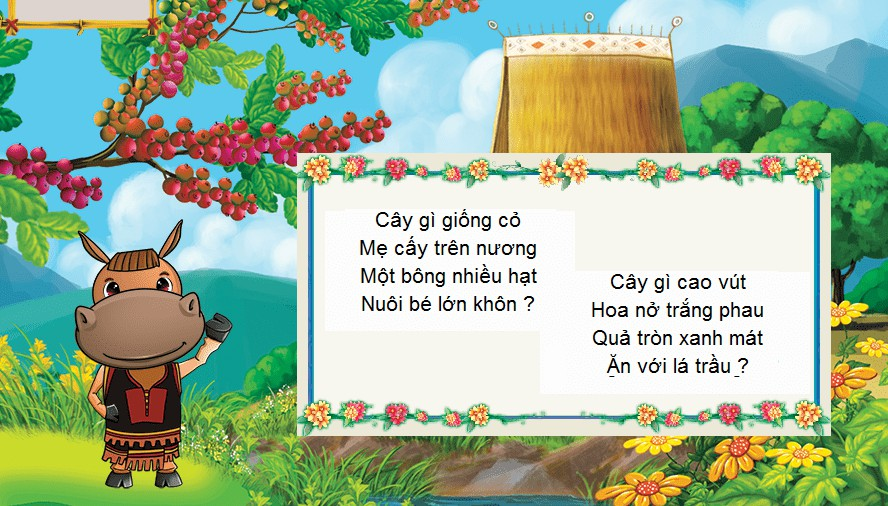 Cây gì giống cỏ
Mẹ cấy trên nương
Một bông nhiều hạt
Nuôi bé lớn khôn ?
Cây gì cao vút
Hoa nở trắng phau
Quả tròn xanh mát
Ăn với lá trầu ?